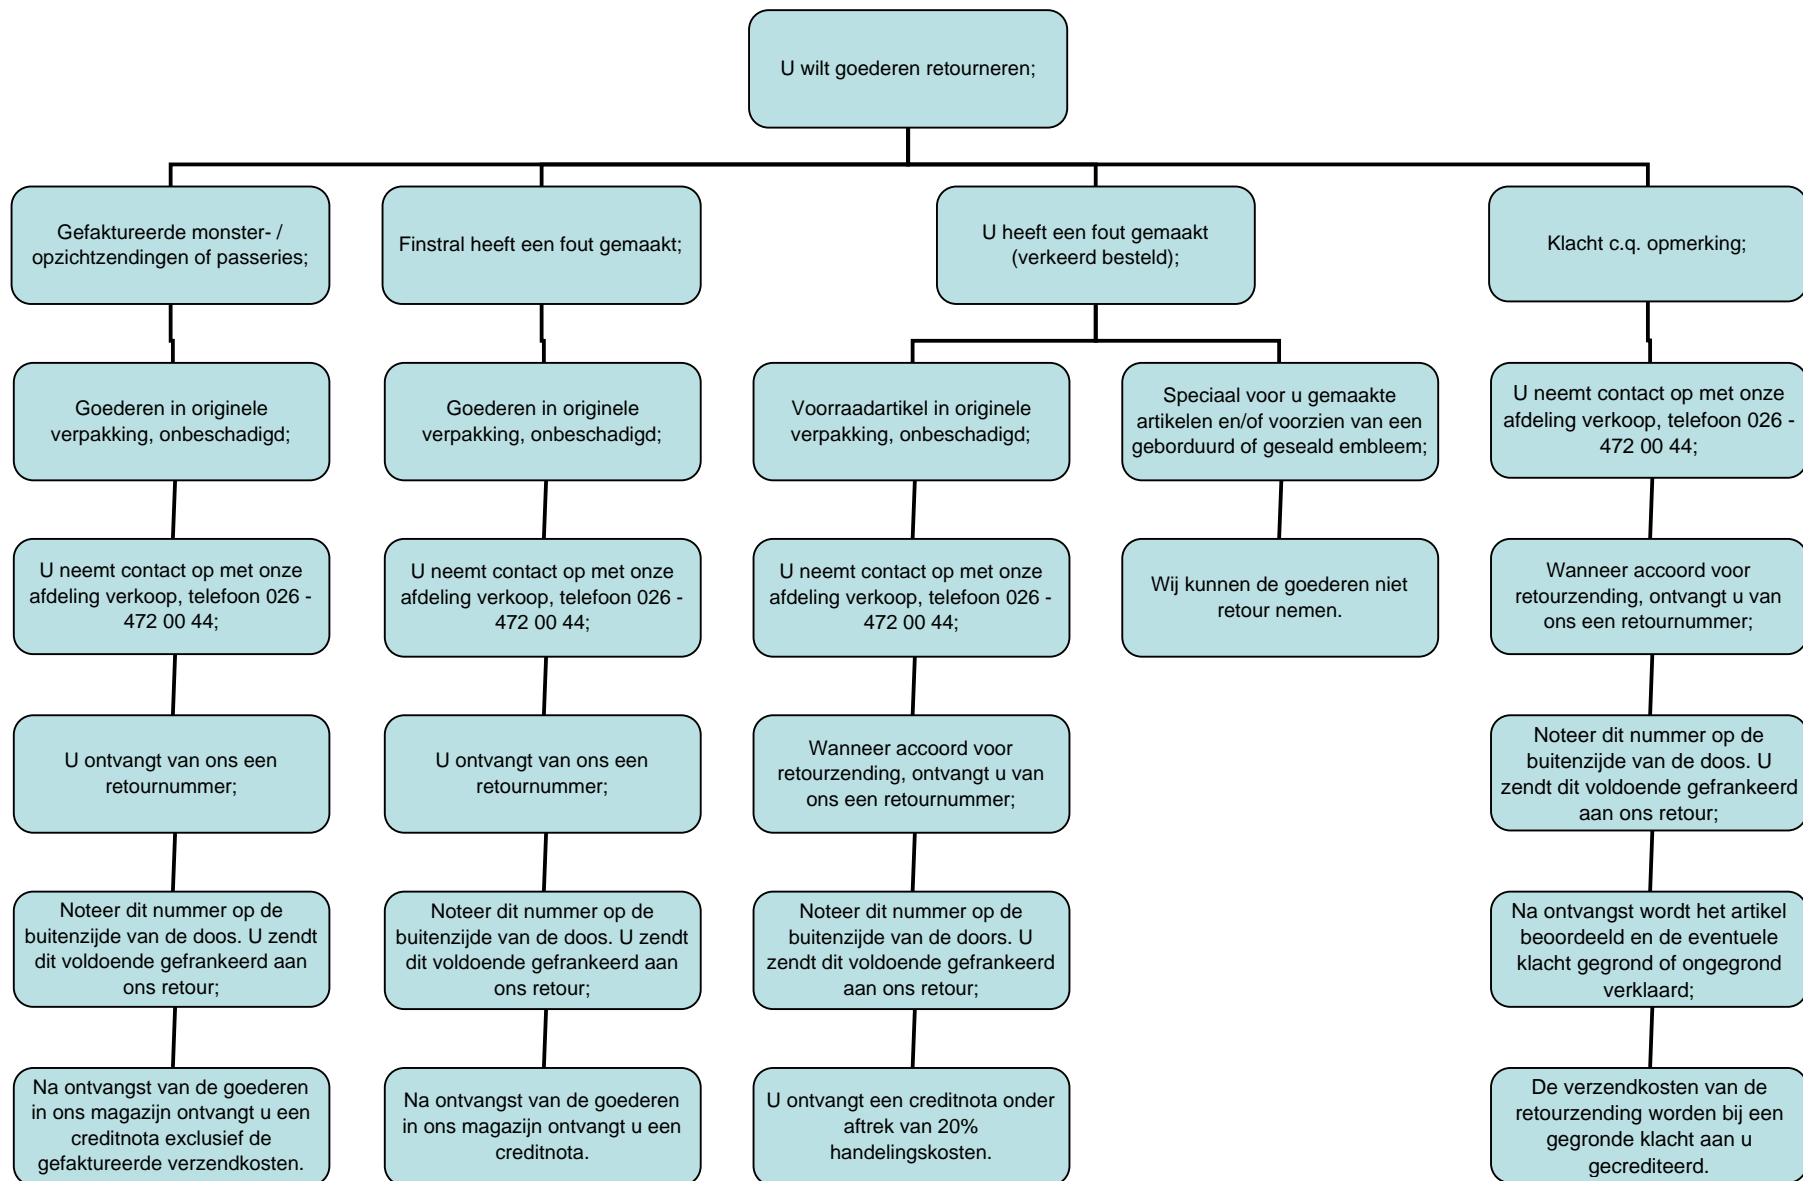 U wilt goederen retourneren;
Gefaktureerde monster- /
opzichtzendingen of passeries;
Finstral heeft een fout gemaakt;
U heeft een fout gemaakt
(verkeerd besteld);
Klacht c.q. opmerking;
Goederen in originele
verpakking, onbeschadigd;
Goederen in originele
verpakking, onbeschadigd;
Voorraadartikel in originele
verpakking, onbeschadigd;
Speciaal voor u gemaakte
artikelen en/of voorzien van een
geborduurd of geseald embleem;
U neemt contact op met onze
afdeling verkoop, telefoon 026 -
472 00 44;
U neemt contact op met onze
afdeling verkoop, telefoon 026 -
472 00 44;
U neemt contact op met onze
afdeling verkoop, telefoon 026 -
472 00 44;
U neemt contact op met onze
afdeling verkoop, telefoon 026 -
472 00 44;
Wij kunnen de goederen niet
retour nemen.
Wanneer accoord voor
retourzending, ontvangt u van
ons een retournummer;
U ontvangt van ons een
retournummer;
U ontvangt van ons een
retournummer;
Wanneer accoord voor
retourzending, ontvangt u van
ons een retournummer;
Noteer dit nummer op de
buitenzijde van de doos. U
zendt dit voldoende gefrankeerd
aan ons retour;
Noteer dit nummer op de
buitenzijde van de doos. U zendt
dit voldoende gefrankeerd aan
ons retour;
Noteer dit nummer op de
buitenzijde van de doos. U zendt
dit voldoende gefrankeerd aan
ons retour;
Noteer dit nummer op de
buitenzijde van de doors. U
zendt dit voldoende gefrankeerd
aan ons retour;
Na ontvangst wordt het artikel
beoordeeld en de eventuele
klacht gegrond of ongegrond
verklaard;
Na ontvangst van de goederen
in ons magazijn ontvangt u een
creditnota exclusief de
gefaktureerde verzendkosten.
Na ontvangst van de goederen
in ons magazijn ontvangt u een
creditnota.
U ontvangt een creditnota onder
aftrek van 20%
handelingskosten.
De verzendkosten van de
retourzending worden bij een
gegronde klacht aan u
gecrediteerd.